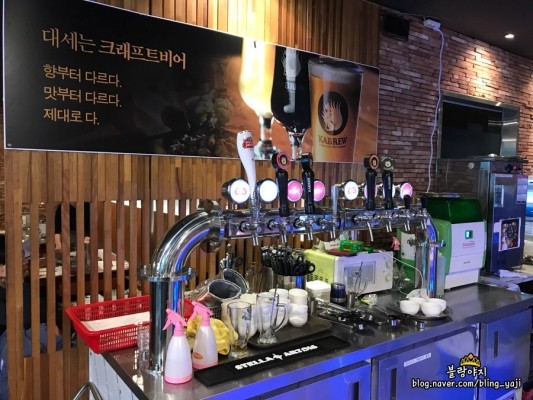 대세는 크래프트비어
향부터 다르다.
맛부터 다르다.
제대로 다.
KABREW
STELLA ARTOIS
블랑야지
blog.naver.com/bling_yaji